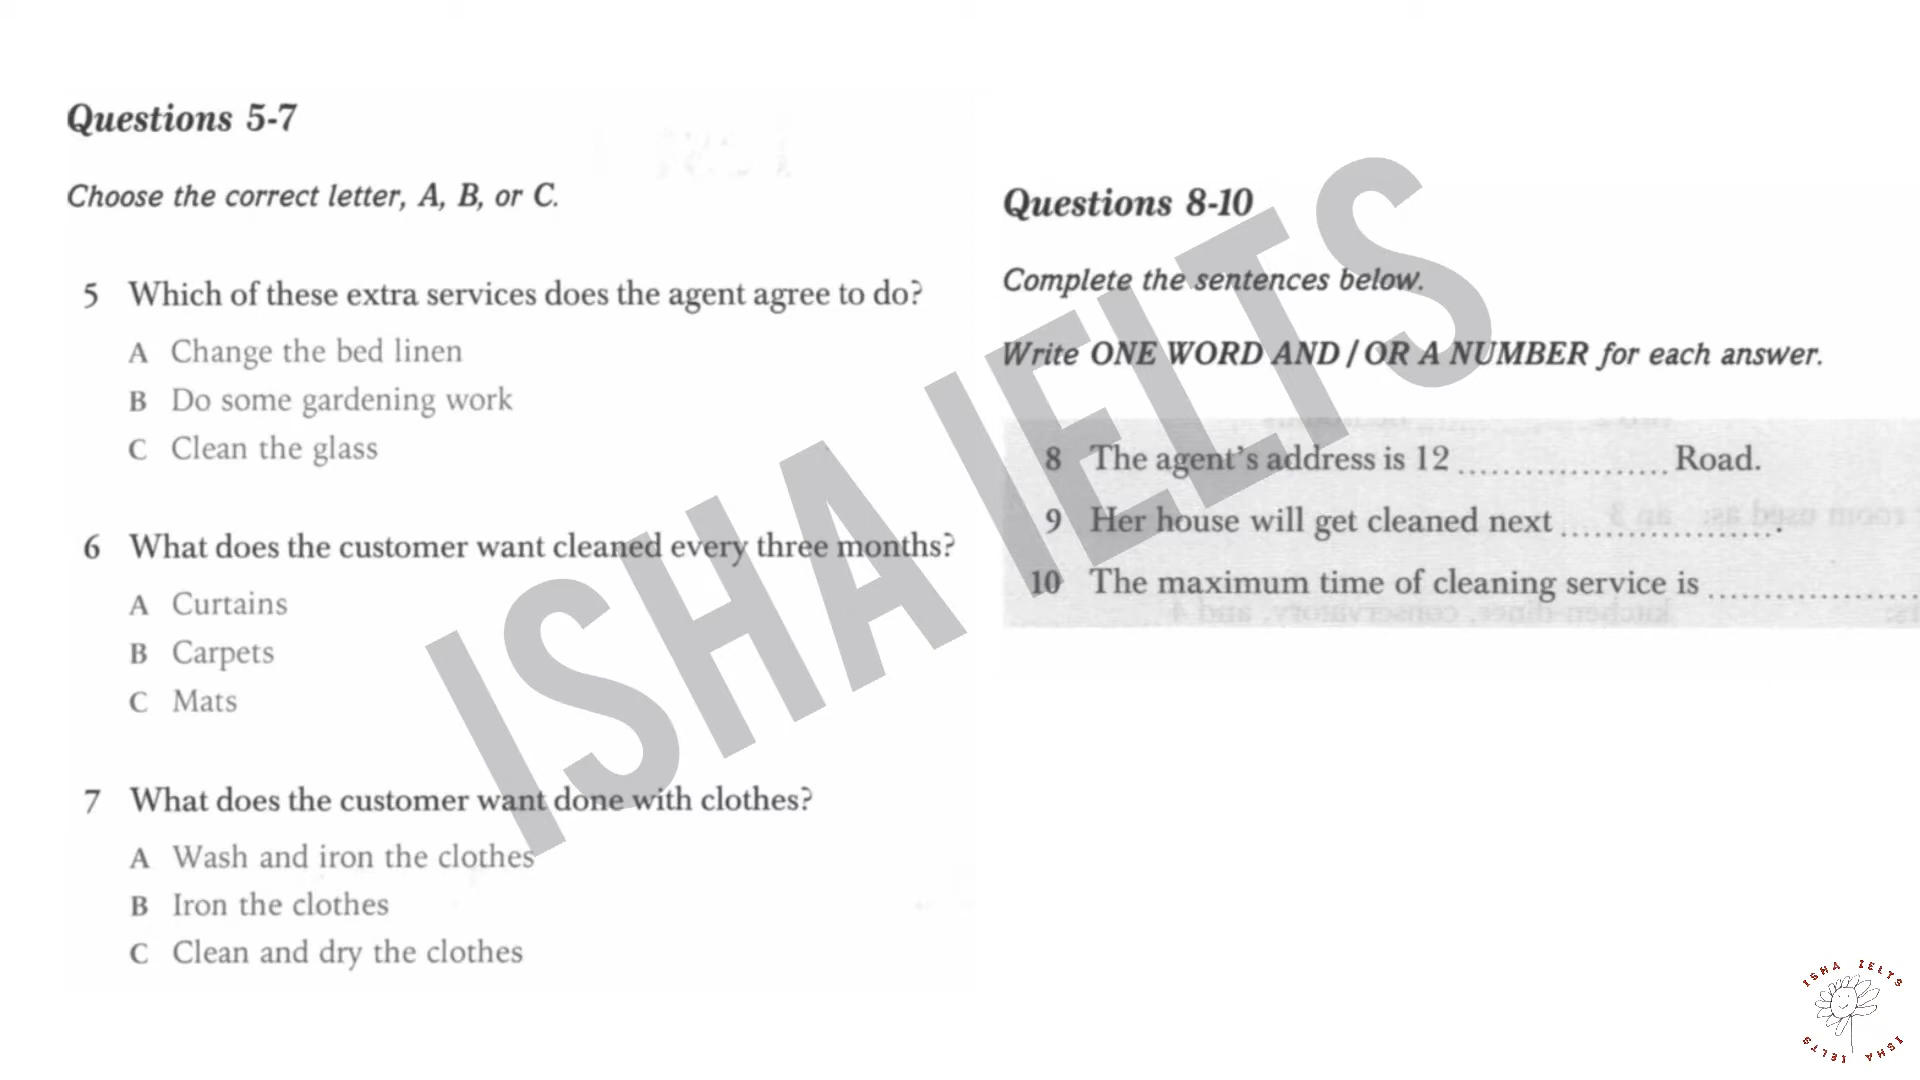 Questions 5-7
Choose the correct letter, A, B, or C.
5 Which of these extra services does the agent agree to do?
A Change the bed linen
B Do some gardening work
C Clean the glass
6 What does the customer want cleaned every three months?
A Curtains
B Carpets
C Mats
7 What does the customer want done with clothes?
A Wash and iron the clothes
B Iron the clothes
C Clean and dry the clothes
Questions 8-10
Complete the sentences below.
Write ONE WORD AND / OR A NUMBER for each answer.
8 The agent's address is 12 .................. Road.
9 Her house will get cleaned next ...................
10 The maximum time of cleaning service is ..................
ISHA IELTS
ISHA IELTS
ISHA IELTS